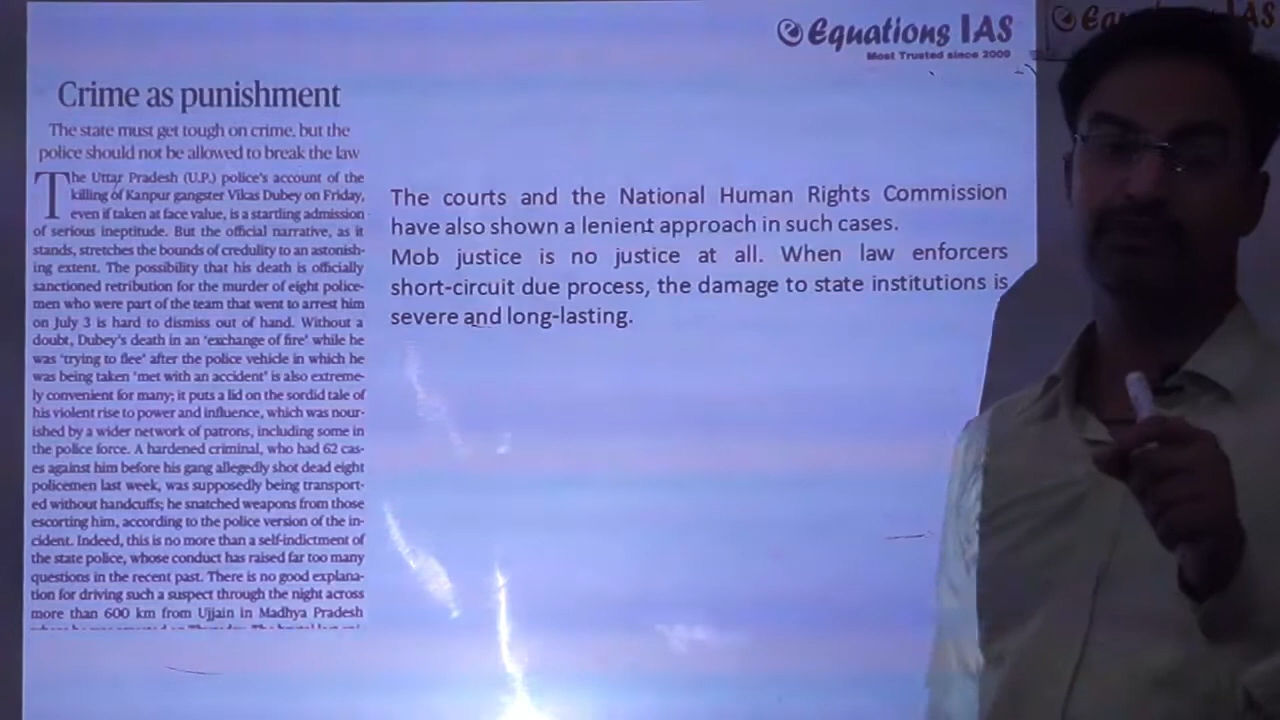 Equations IAS
Most Trusted since 2009
Crime as punishment
The state must get tough on crime, but the
police should not be allowed to break the law
The Uttar Pradesh (U.P.) police's account of the
killing of Kanpur gangster Vikas Dubey on Friday,
even if taken at face value, is a startling admission
of serious ineptitude. But the official narrative, as it
stands, stretches the bounds of credulity to an astonish-
ing extent. The possibility that his death is officially
sanctioned retribution for the murder of eight police-
men who were part of the team that went to arrest him
on July 3 is hard to dismiss out of hand. Without a
doubt, Dubey's death in an 'exchange of fire' while he
was 'trying to flee' after the police vehicle in which he
was being taken 'met with an accident' is also extreme-
ly convenient for many; it puts a lid on the sordid tale of
his violent rise to power and influence, which was nour-
ished by a wider network of patrons, including some in
the police force. A hardened criminal, who had 62 cas-
es against him before his gang allegedly shot dead eight
policemen last week, was supposedly being transport-
ed without handcuffs; he snatched weapons from those
escorting him, according to the police version of the in-
cident. Indeed, this is no more than a self-indictment of
the state police, whose conduct has raised far too many
questions in the recent past. There is no good explana-
tion for driving such a suspect through the night across
more than 600 km from Ujjain in Madhya Pradesh
The courts and the National Human Rights Commission
have also shown a lenient approach in such cases.
Mob justice is no justice at all. When law enforcers
short-circuit due process, the damage to state institutions is
severe and long-lasting.